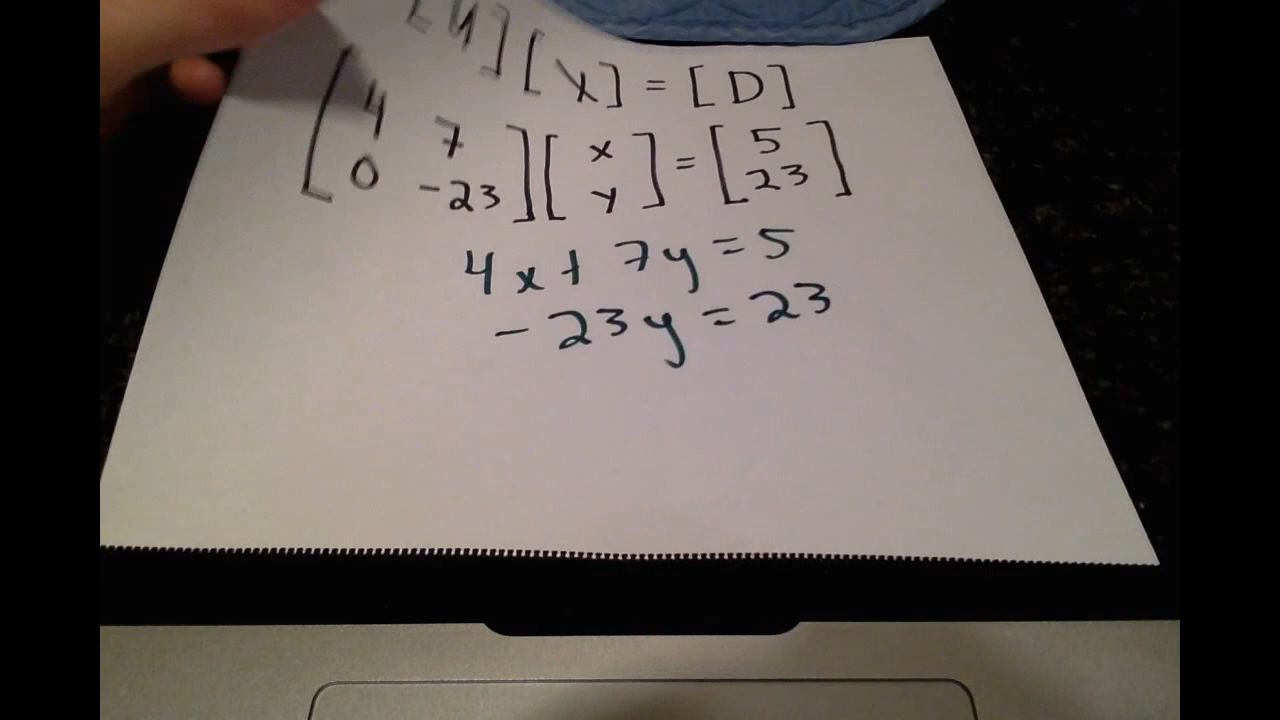 [U][X]=[D]
[4 7][x]=[5]
[0 -23][y]=[23]
4x+7y=5
-23y=23